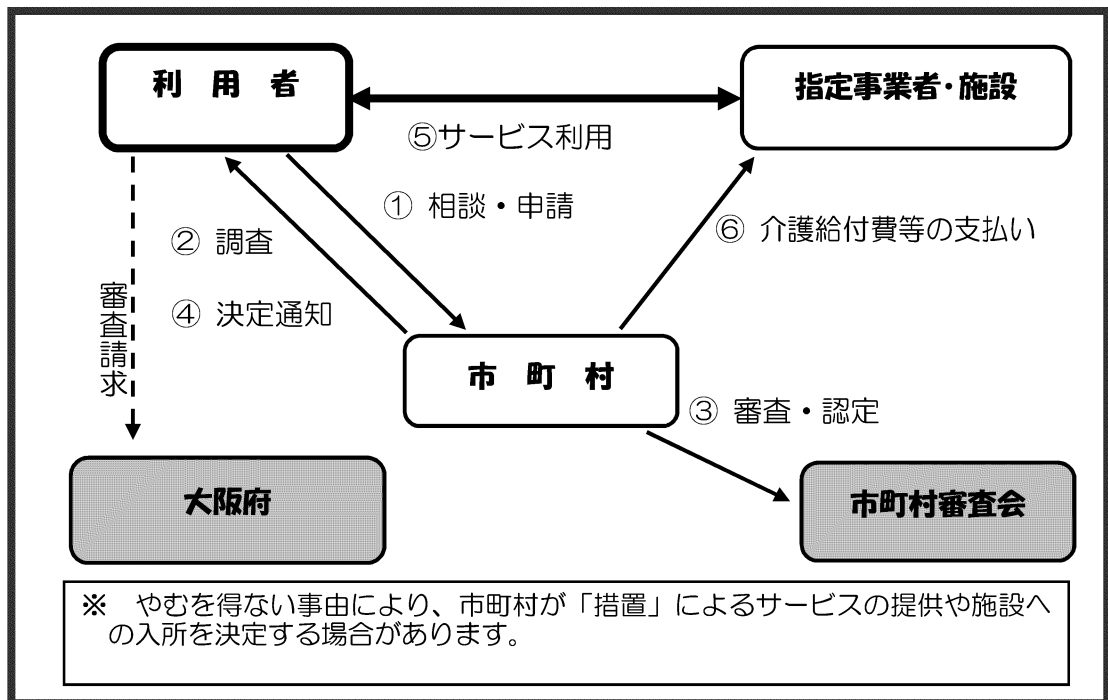 利 用 者
指定事業者・施設
⑤サービス利用
① 相談・申請
② 調査
⑥ 介護給付費等の支払い
④ 決定通知
審査請求
市 町 村
③ 審査・認定
大阪府
市町村審査会
※ やむを得ない事由により、市町村が「措置」によるサービスの提供や施設へ
の入所を決定する場合があります。